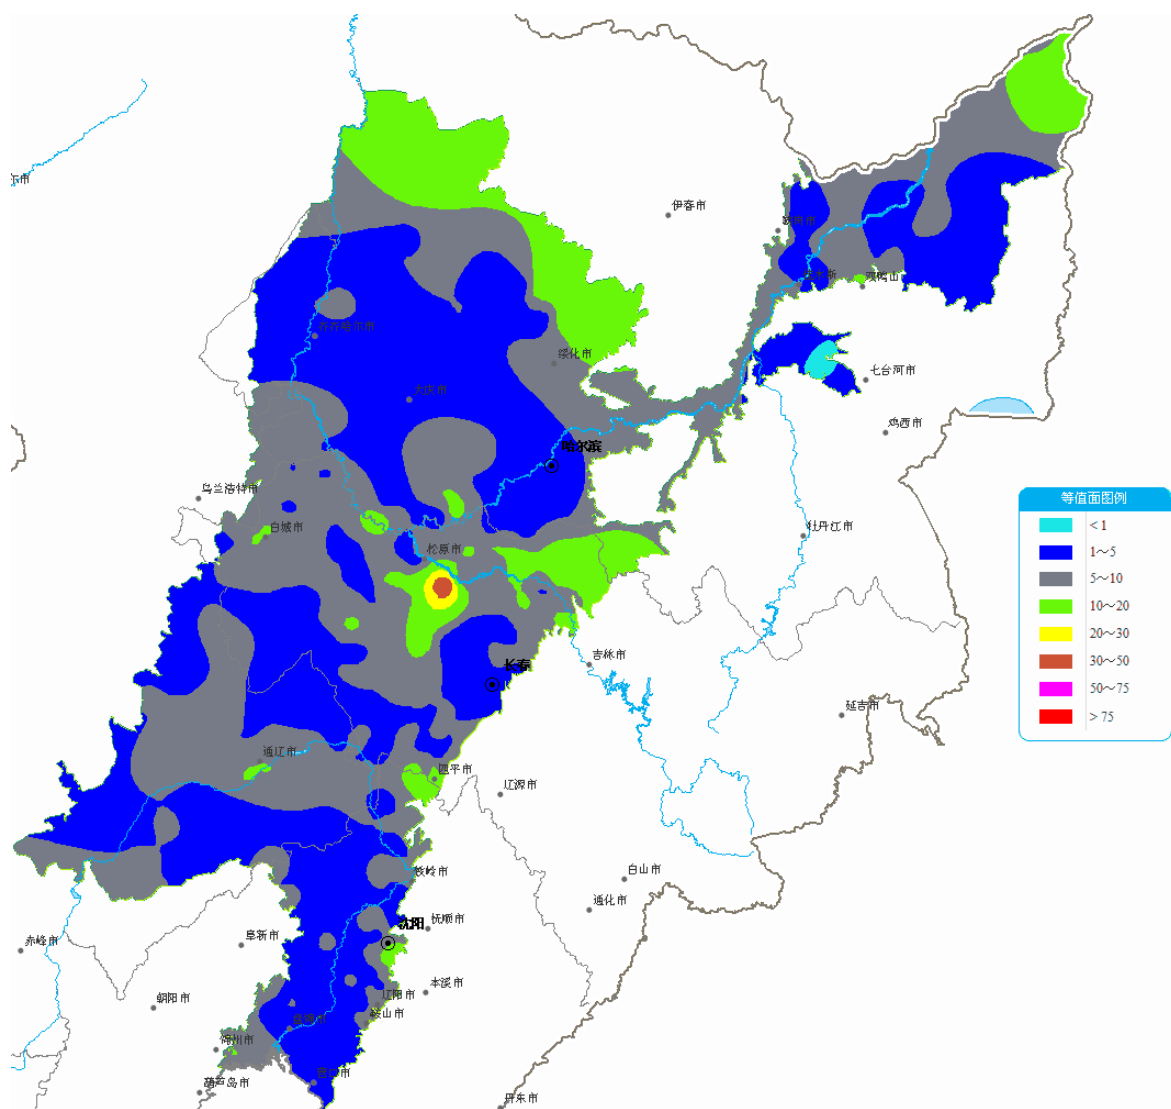 尔市
伊春市
鹤岗市
佳木斯
双鸭山
齐齐哈尔市
绥化市
七台河市
大庆市
鸡西市
哈尔滨
乌兰浩特市
等值面图例
<1
1～5
5～10
10～20
20～30
30～50
50～75
>75
白城市
牡丹江市
松原市
吉林市
长春
延吉市
通辽市
四平市
辽源市
铁岭市
白山市
通化市
沈阳
抚顺市
赤峰市
阜新市
本溪市
朝阳市
辽阳市
鞍山市
盘锦市
锦州市
营口市
葫芦岛市
丹东市